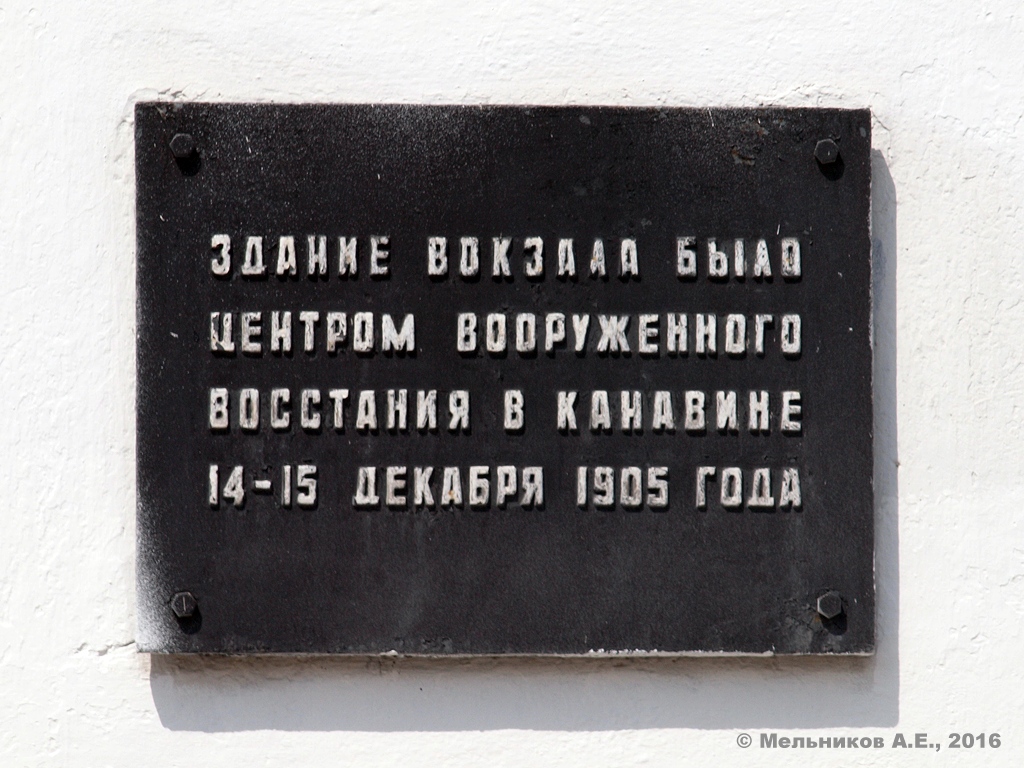 ЗДАНИЕ ВОКЗАЛА БЫЛО
ЦЕНТРОМ ВООРУЖЕННОГО
ВОССТАНИЯ В КАНАВИНЕ
14-15 ДЕКАБРЯ 1905 ГОДА
© Мельников А.Е., 2016